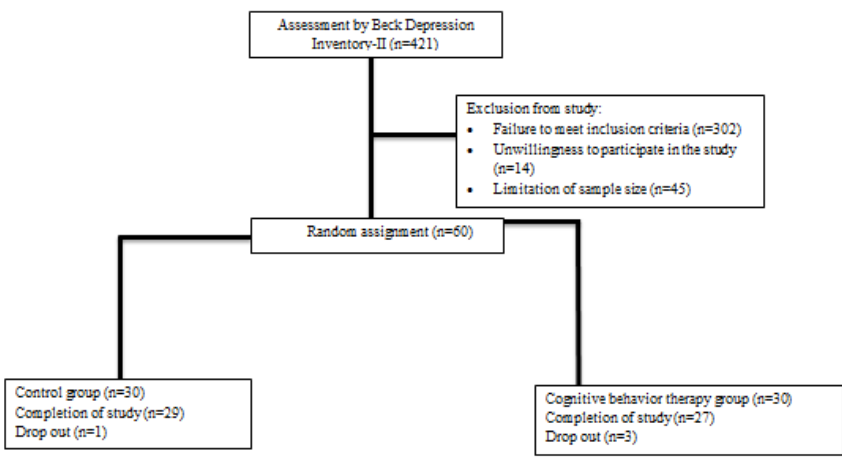 Assessment by Beck Depression
Inventory-II (n=421)
Exclusion from study:
• Failure to meet inclusion criteria (n=302)
• Unwillingness to participate in the study
(n=14)
• Limitation of sample size (n=45)
Random assignment (n=60)
Control group (n=30)
Completion of study (n=29)
Drop out (n=1)
Cognitive behavior therapy group (n=30)
Completion of study (n=27)
Drop out (n=3)